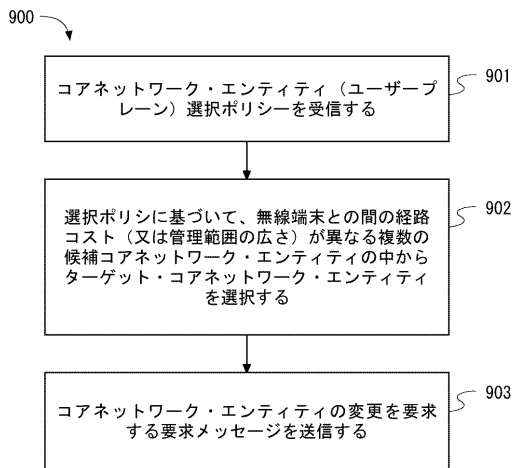 900
コアネットワーク・エンティティ（ユーザープ
レーン）選択ポリシーを受信する
901
選択ポリシに基づいて、無線端末との間の経路
コスト（又は管理範囲の広さ）が異なる複数の
候補コアネットワーク・エンティティの中から
ターゲット・コアネットワーク・エンティティ
を選択する
902
コアネットワーク・エンティティの変更を要求
する要求メッセージを送信する
903